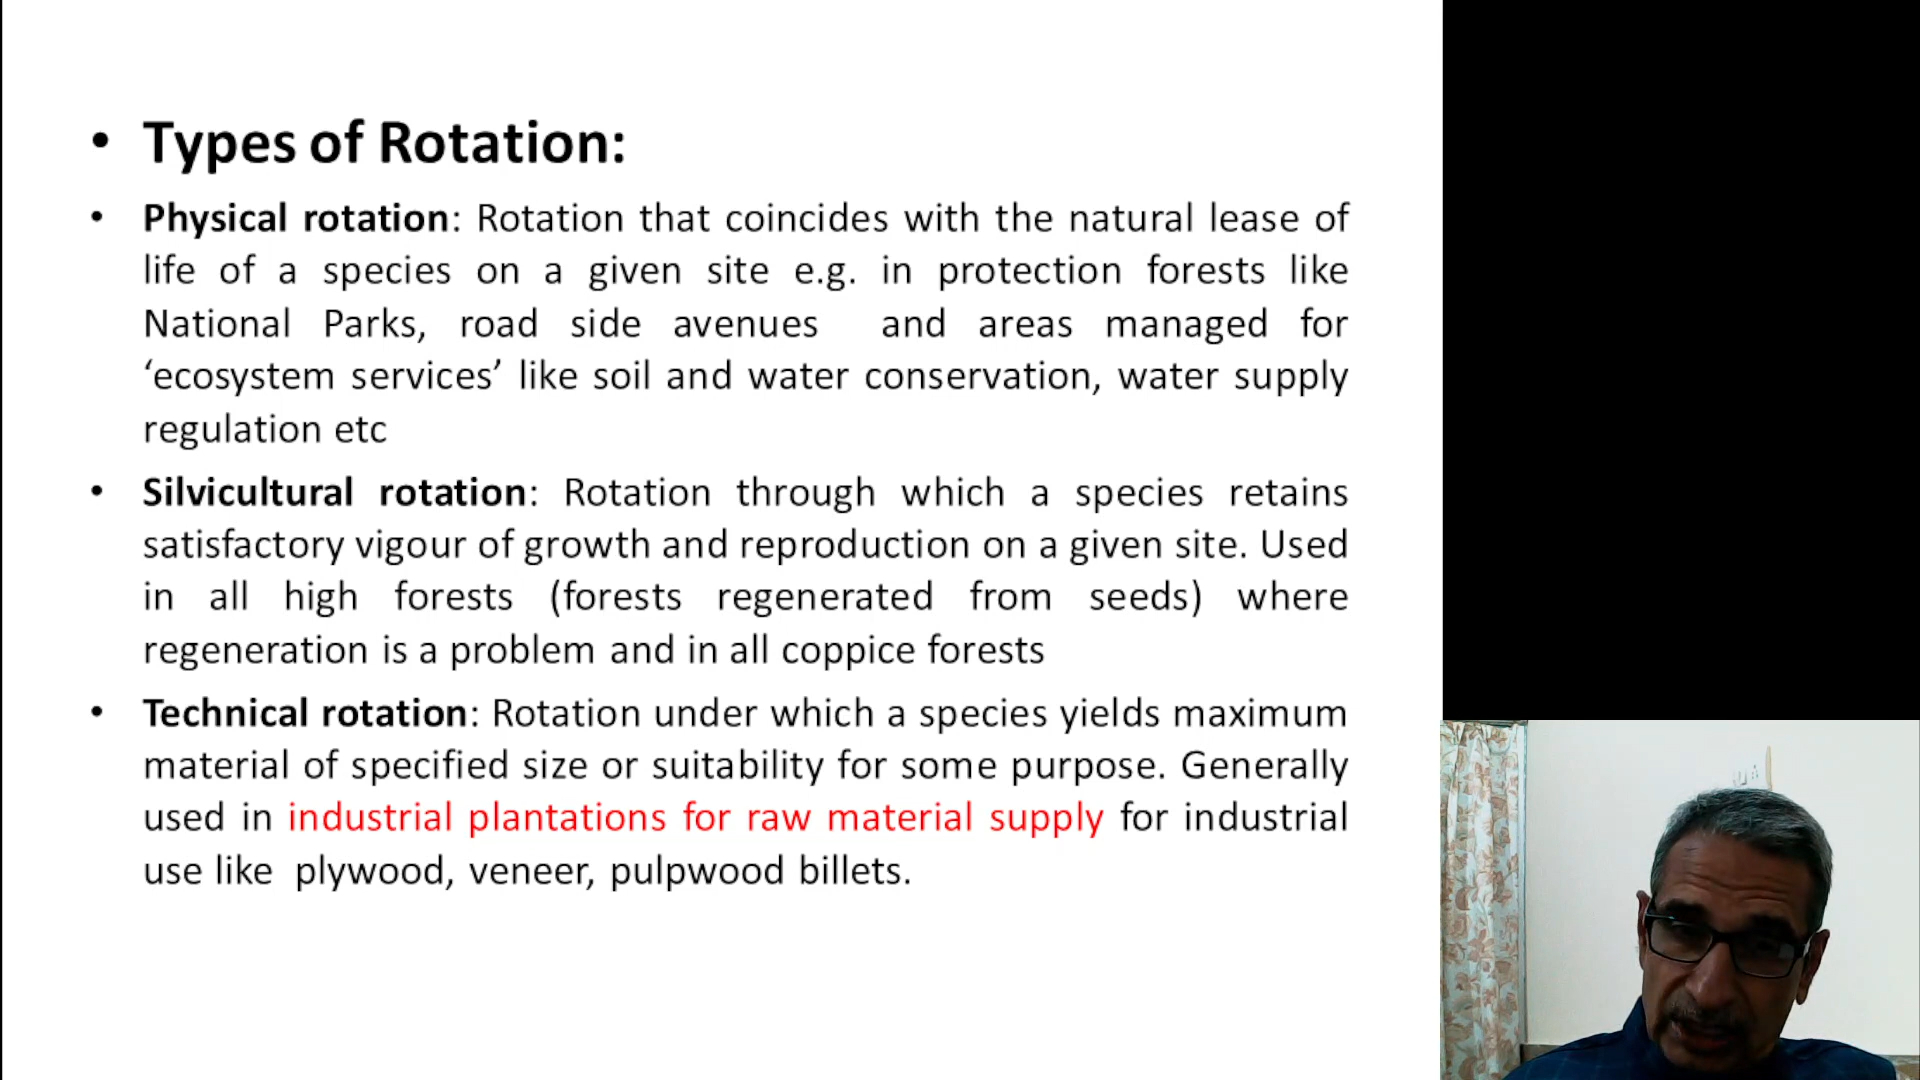 • Types of Rotation:
• Physical rotation: Rotation that coincides with the natural lease of
life of a species on a given site e.g. in protection forests like
National Parks, road side avenues and areas managed for
‘ecosystem services’ like soil and water conservation, water supply
regulation etc
• Silvicultural rotation: Rotation through which a species retains
satisfactory vigour of growth and reproduction on a given site. Used
in all high forests (forests regenerated from seeds) where
regeneration is a problem and in all coppice forests
• Technical rotation: Rotation under which a species yields maximum
material of specified size or suitability for some purpose. Generally
used in industrial plantations for raw material supply for industrial
use like plywood, veneer, pulpwood billets.